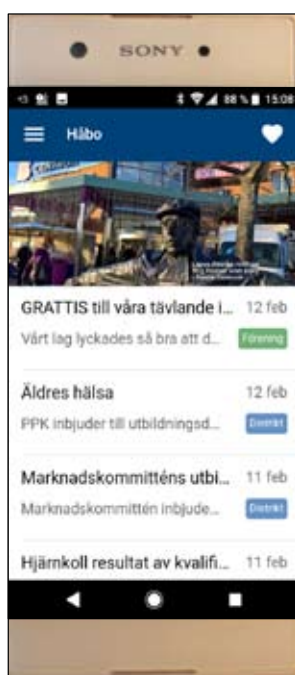 SONY
88 % 15:08
Håbo
GRATTIS till våra tävlande i... 12 feb
Vårt lag lyckades så bra att d... Förening
Äldres hälsa 12 feb
PPK inbjuder till utbildningsd... Distrikt
Marknadskommitténs utbi... 11 feb
Marknadskommittén inbjude... Distrikt
Hjärnkoll resultat av kvalifi... 11 feb